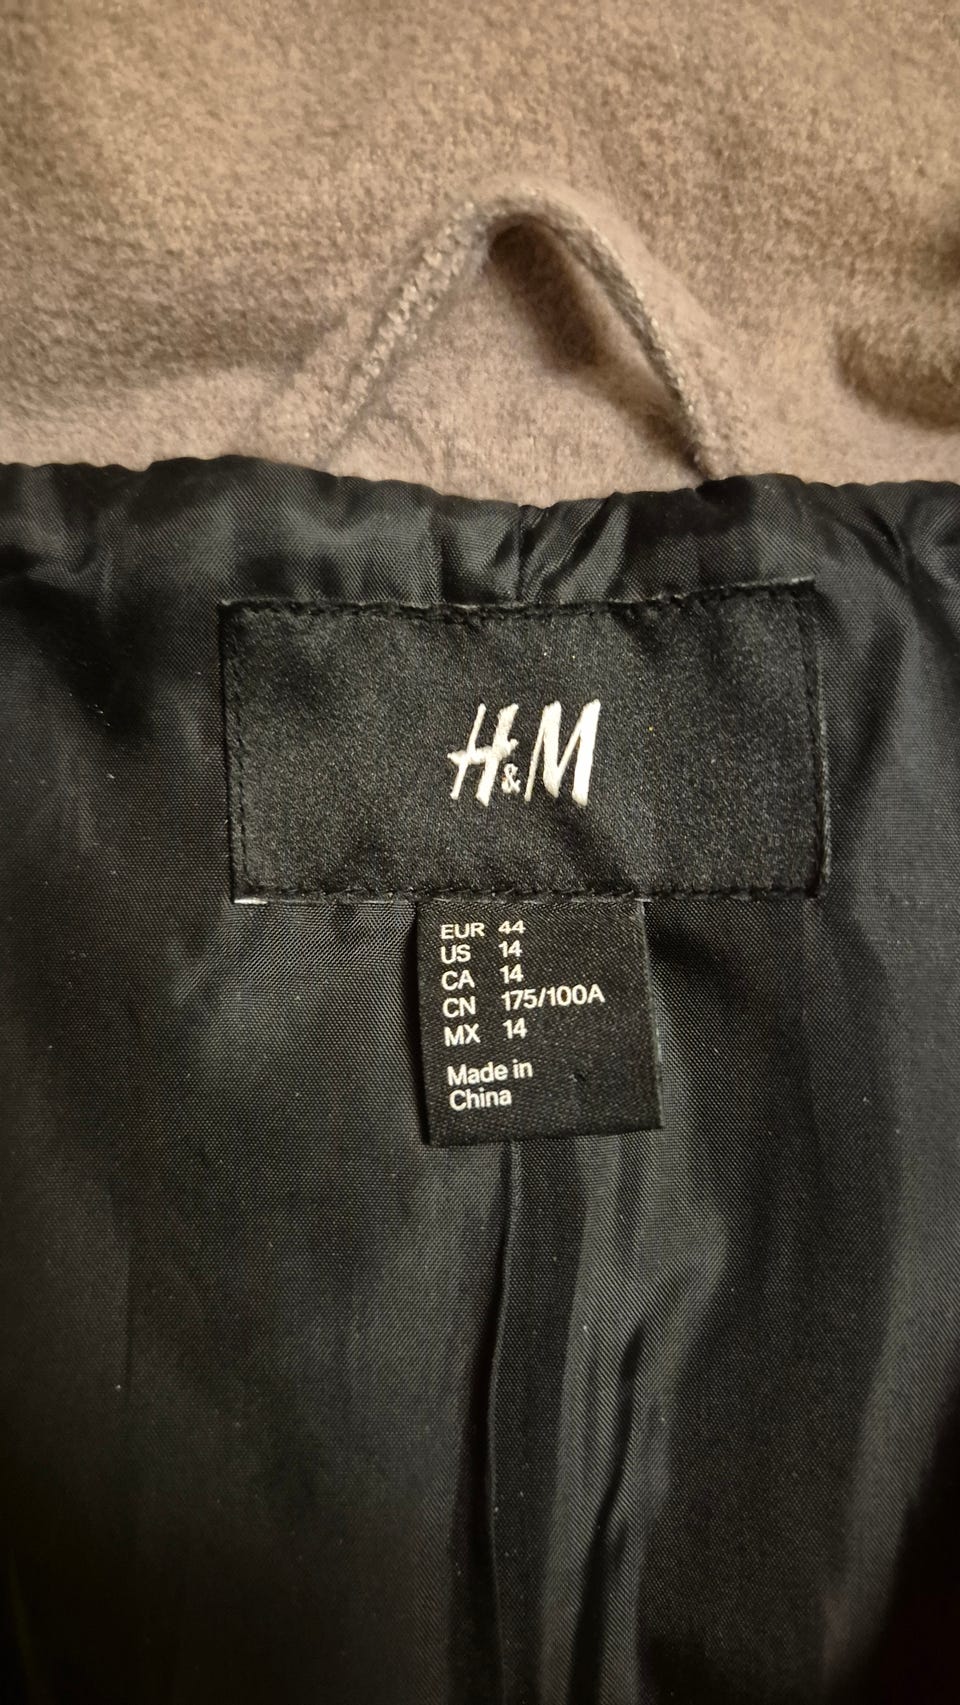 H&M
EUR 44
US 14
CA 14
CN 175/100A
MX 14
Made in
China